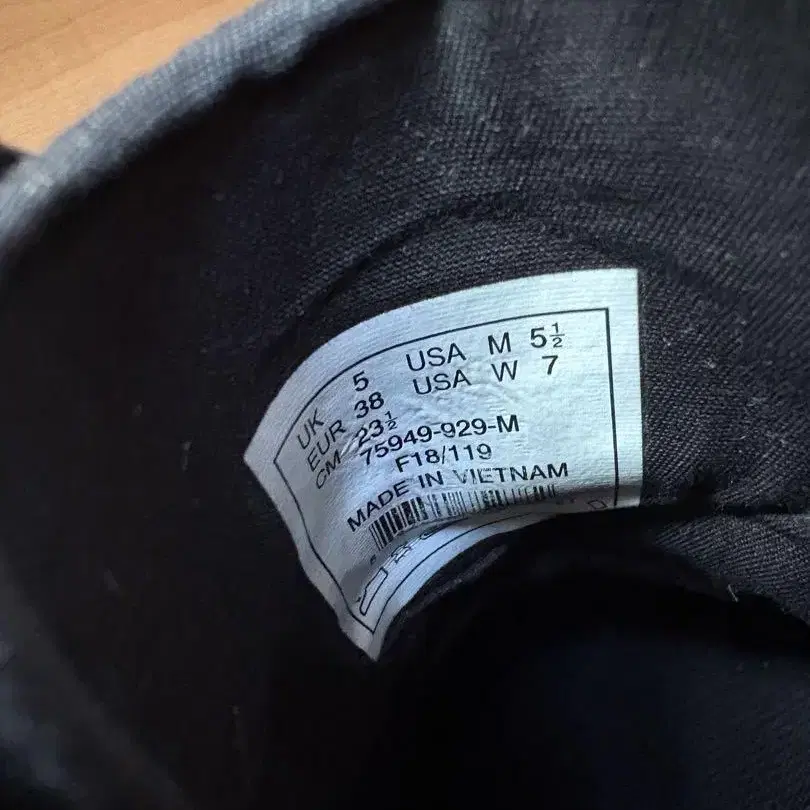 UK 5 USA M 5½
EUR 38 USA W 7
CM 23½
75949-929-M
F18/119
MADE IN VIETNAM